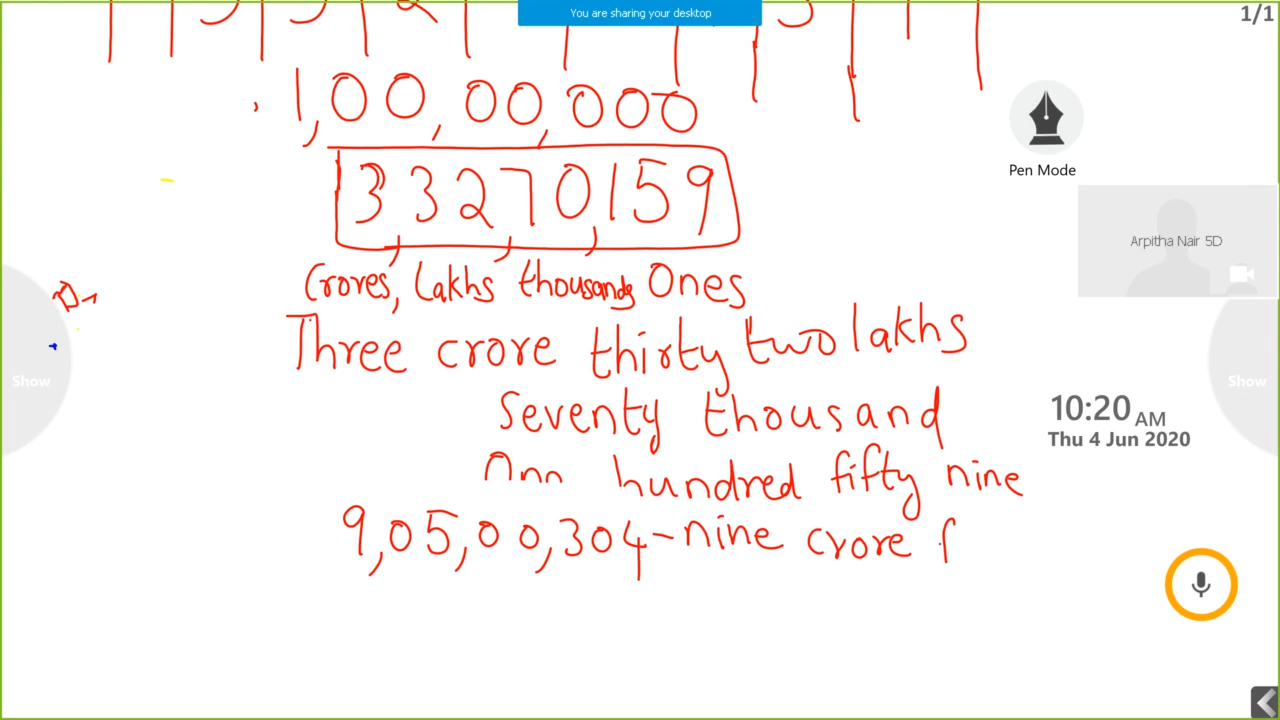 You are sharing your desktop
1/1
1,00,00,000
3,32,70,159
Pen Mode
Arpitha Nair 5D
Crores, Lakhs thousands Ones
Three crore thirty two lakhs
Show
Show
Seventy thousand
10:20 AM
Thu 4 Jun 2020
hundred fifty nine
9,05,00,304 - nine crore f